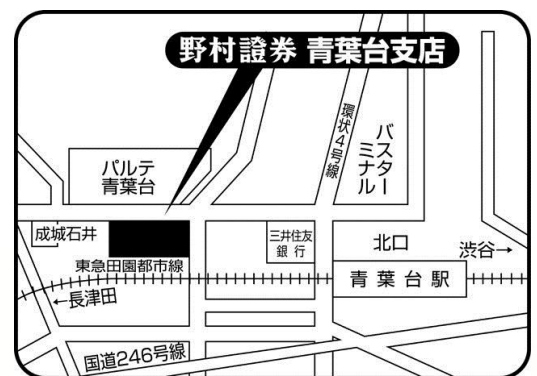 野村證券 青葉台支店
環状4号線
バスター
ミナル
パルテ
青葉台
成城石井
三井住友
銀行
北口
渋谷→
東急田園都市線
青葉台駅
←長津田
国道246号線